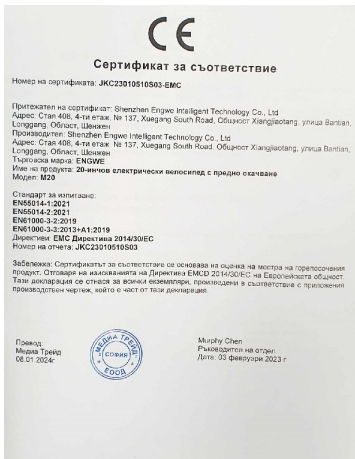 CE
Сертификат за съответствие
Номер на сертификата: JKC23010510S03-EMC
Притежател на сертификат: Shenzhen Engwe Intelligent Technology Co., Ltd
Адрес: Стая 408, 4-ти етаж № 137, Xuegang South Road, Общност Xiangjiaotang, улица Bantian,
Longgang, Област, Шенжен
Производител: Shenzhen Engwe Intelligent Technology Co., Ltd
Адрес: Стая 408, 4-ти етаж, № 137, Xuegang South Road, Общност Xiangjiaotang, улица Bantian,
Longgang, Област, Шенжен
Търговска марка: ENGWE
Име на продукта: 20-инчов електрически велосипед с предно окачване
Модел: M20
Стандарт за изпитване:
EN55014-1:2021
EN55014-2:2021
EN61000-3-2:2019
EN61000-3-3:2013+A1:2019
Директиви: EMC Директива 2014/30/EC
Номер на отчета: JKC23010510S03
Забележка: Сертификатът за съответствие се основава на оценка на мостра на горепосочения
продукт. Отговаря на изискванията на Директива EMCD 2014/30/EC на Европейската общност.
Тази декларация се отнася за всички екземпляри, произведени в съответствие с приложения
производствен чертеж, който е част от тази декларация.
Превод:
Медиа Трейд
08.01.2024г
МЕДИА ТРЕЙД
СОФИЯ
ЕООД
Murphy Chen
Ръководител на отдел
Дата: 03 февруари 2023 г